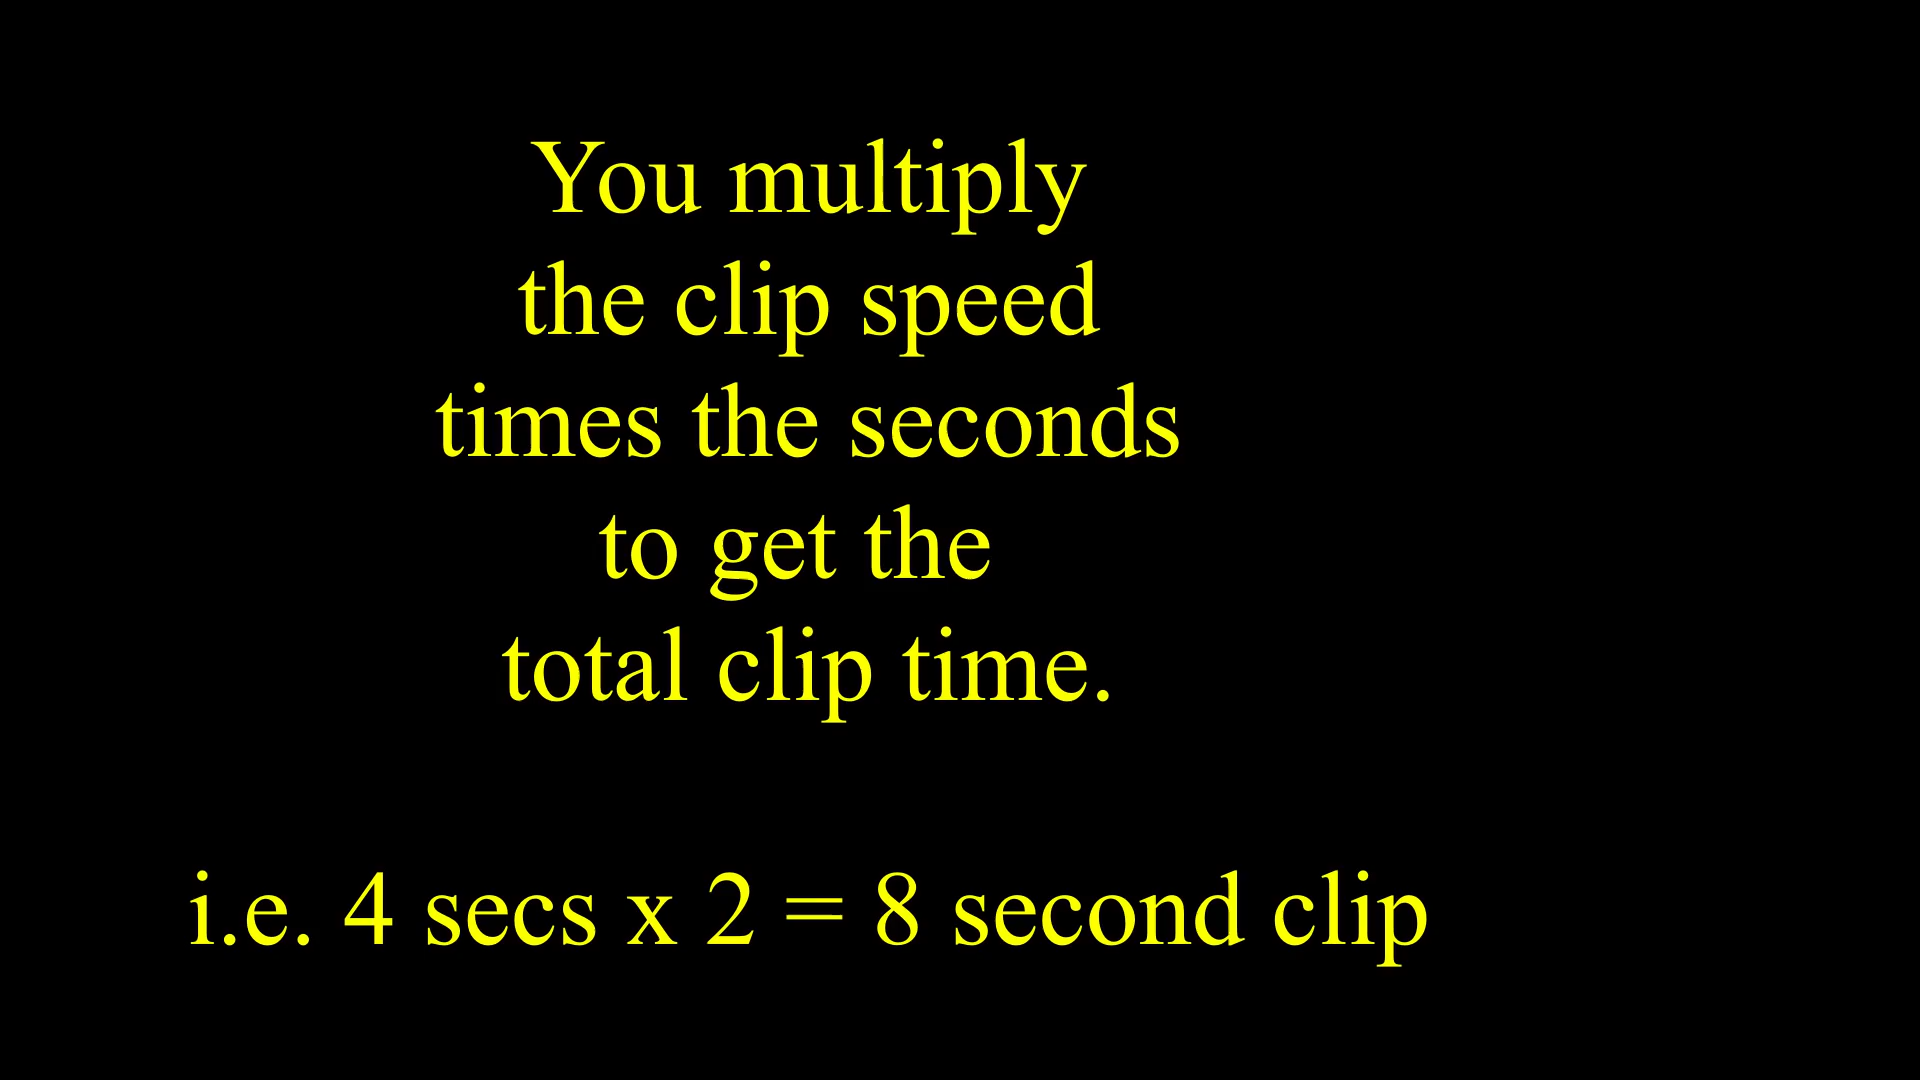 You multiply
the clip speed
times the seconds
to get the
total clip time.
i.e. 4 secs x 2 = 8 second clip